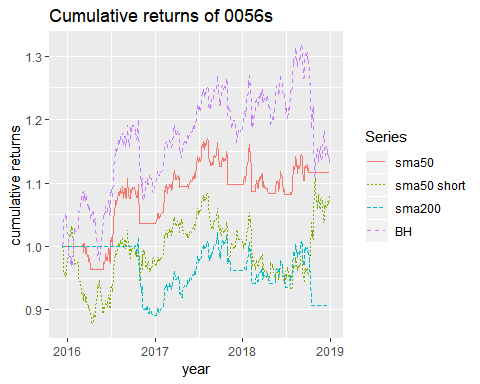 Cumulative returns of 0056s
cumulative returns
1.3
1.2
1.1
1.0
0.9
2016
2017
2018
2019
year
Series
sma50
sma50 short
sma200
BH